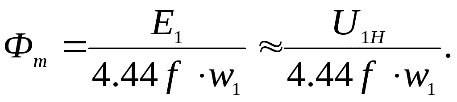 Φₘ = E₁ / (4.44 f · w₁) ≈ U₁H / (4.44 f · w₁).